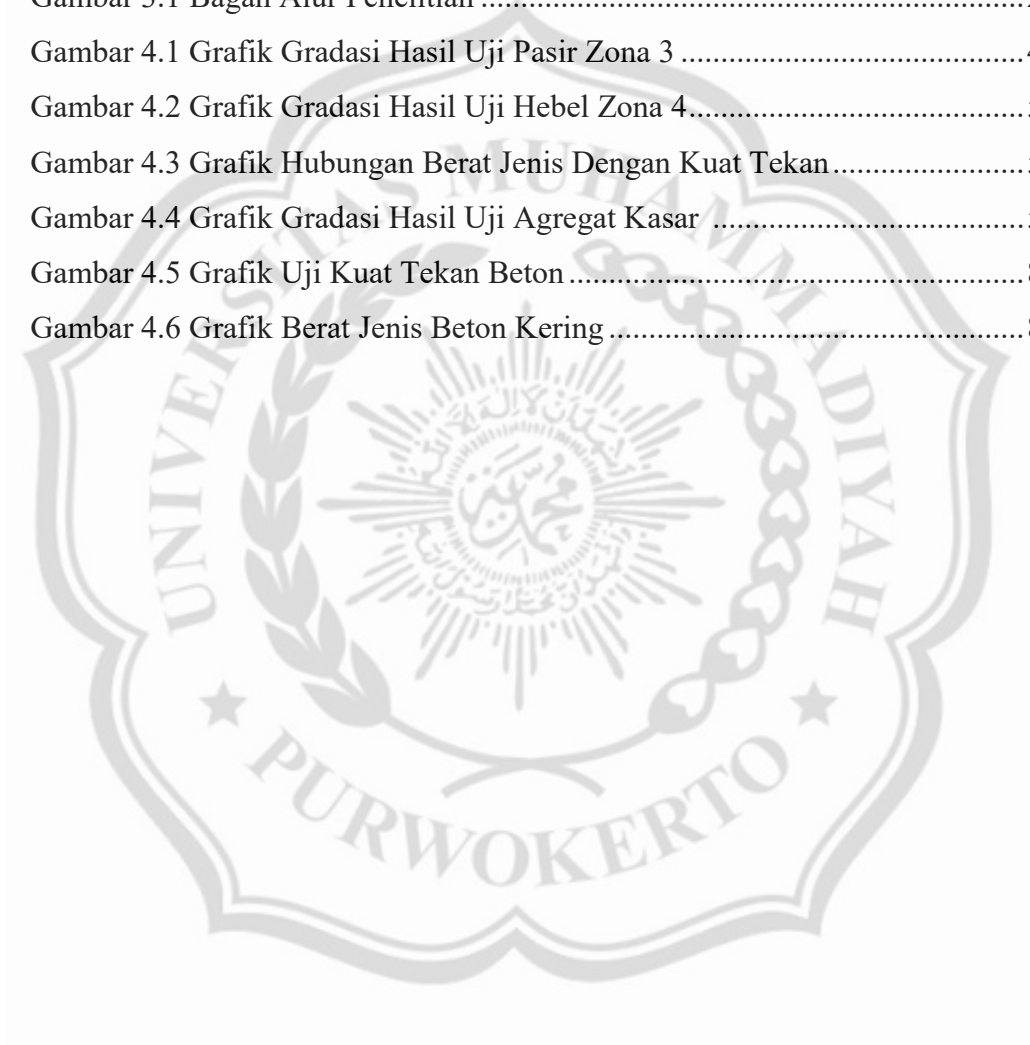 Gambar 3.1 Bagan Alur Penelitian
Gambar 4.1 Grafik Gradasi Hasil Uji Pasir Zona 3
Gambar 4.2 Grafik Gradasi Hasil Uji Hebel Zona 4
Gambar 4.3 Grafik Hubungan Berat Jenis Dengan Kuat Tekan
Gambar 4.4 Grafik Gradasi Hasil Uji Agregat Kasar
Gambar 4.5 Grafik Uji Kuat Tekan Beton
Gambar 4.6 Grafik Berat Jenis Beton Kering
UNIVERSITAS MUHAMMADIYAH
PURWOKERTO